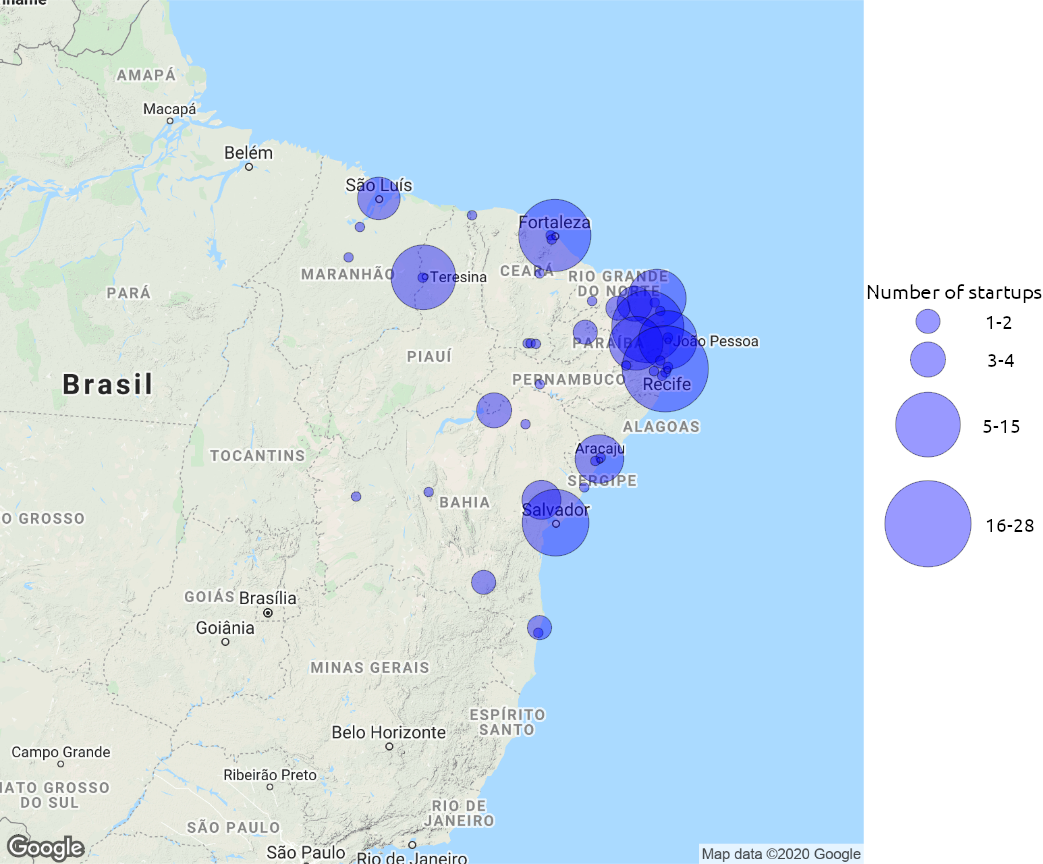 AMAPÁ
Macapá
Belém
São Luís
Fortaleza
MARANHÃO
Teresina
CEARÁ
RIO GRANDE
DO NORTE
PARÁ
PARAÍBA
João Pessoa
PIAUÍ
Brasil
PERNAMBUCO
Recife
ALAGOAS
Aracaju
TOCANTINS
SERGIPE
BAHIA
Salvador
O GROSSO
GOIÁS
Brasília
Goiânia
MINAS GERAIS
ESPÍRITO
SANTO
Belo Horizonte
Campo Grande
Ribeirão Preto
IATO GROSSO
DO SUL
RIO DE
JANEIRO
SÃO PAULO
São Paulo
Rio de Janeiro
Google
Map data ©2020 Google
Number of startups
1-2
3-4
5-15
16-28